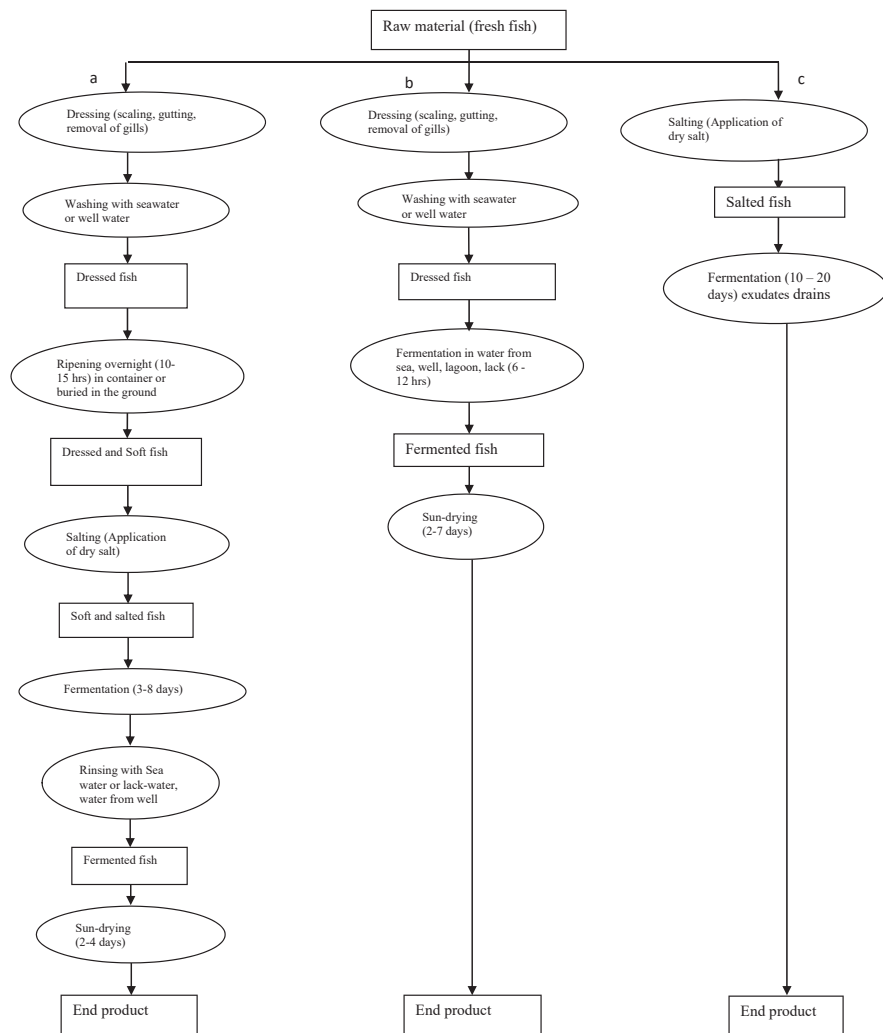 Raw material (fresh fish)
a
Dressing (scaling, gutting,
removal of gills)
Washing with seawater
or well water
Dressed fish
Ripening overnight (10-
15 hrs) in container or
buried in the ground
Dressed and Soft fish
Salting (Application
of dry salt)
Soft and salted fish
Fermentation (3-8 days)
Rinsing with Sea
water or lack-water,
water from well
Fermented fish
Sun-drying
(2-4 days)
End product
b
Dressing (scaling, gutting,
removal of gills)
Washing with seawater
or well water
Dressed fish
Fermentation in water from
sea, well, lagoon, lack (6 -
12 hrs)
Fermented fish
Sun-drying
(2-7 days)
End product
c
Salting (Application of
dry salt)
Salted fish
Fermentation (10 – 20
days) exudates drains
End product